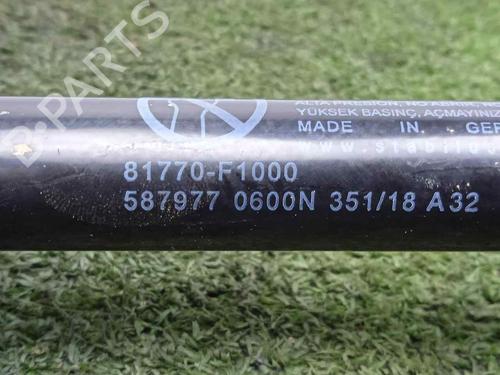 B-PARTS
YÜKSEK BASINÇ, AÇMAYINIZ
MADE IN GER
81770-F1000
587977 0600N 351/18 A32